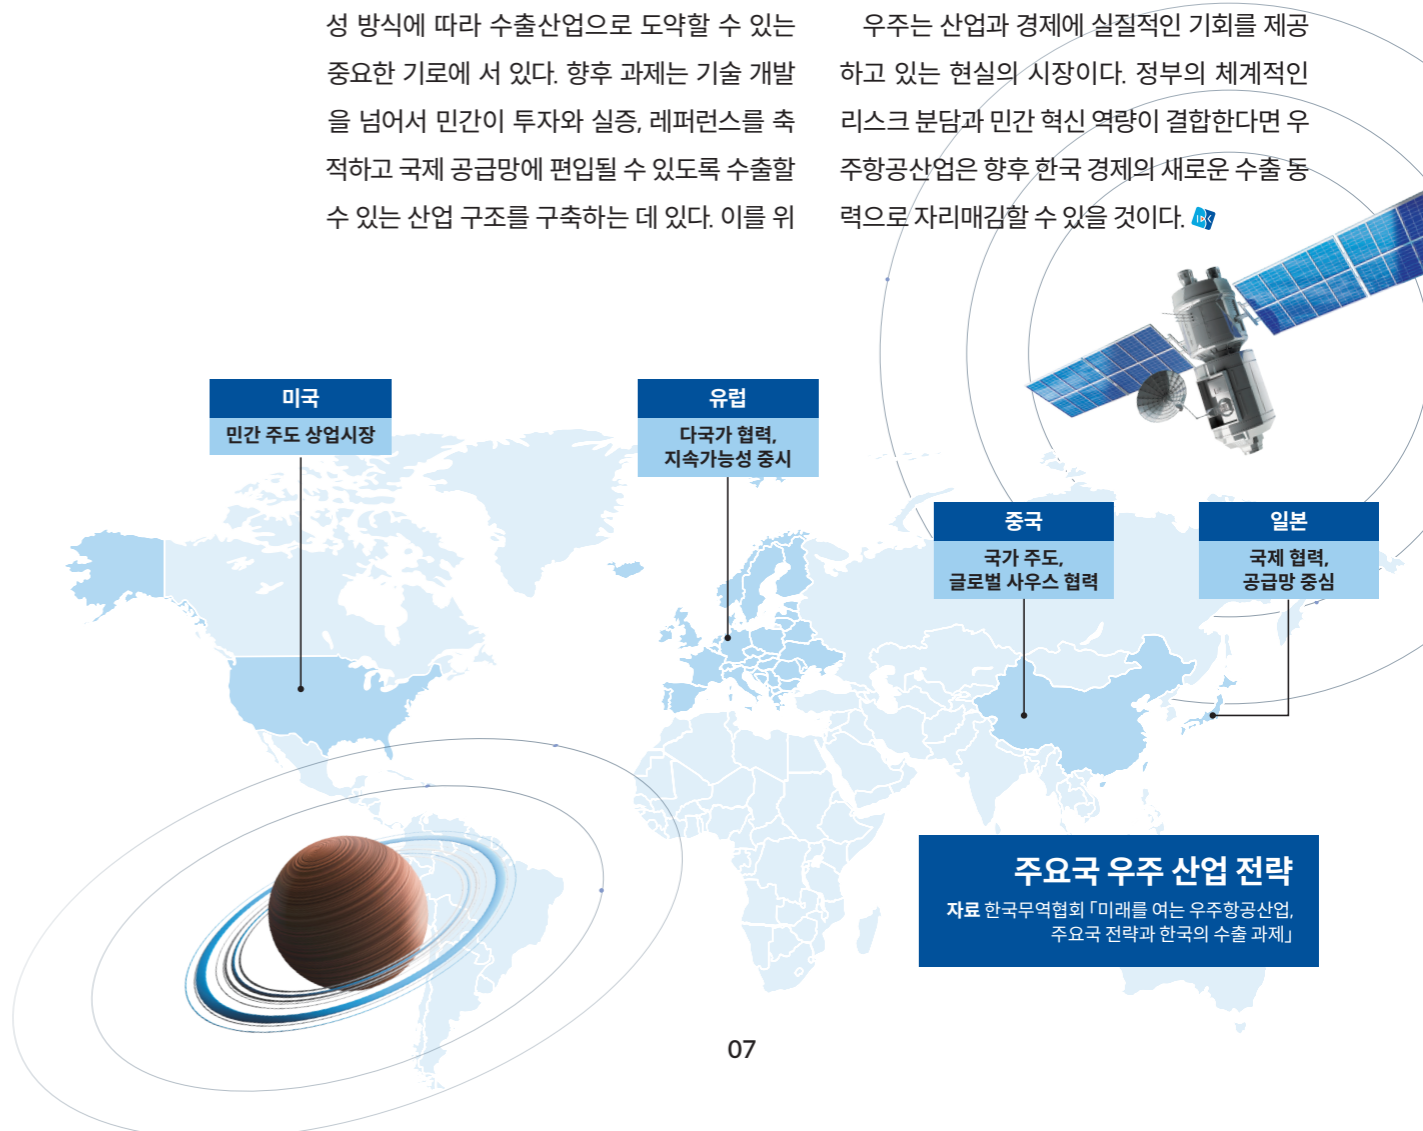 성 방식에 따라 수출산업으로 도약할 수 있는
중요한 기로에 서 있다. 향후 과제는 기술 개발
을 넘어서 민간이 투자와 실증, 레퍼런스를 축
적하고 국제 공급망에 편입될 수 있도록 수출할
수 있는 산업 구조를 구축하는 데 있다. 이를 위
우주는 산업과 경제에 실질적인 기회를 제공
하고 있는 현실의 시장이다. 정부의 체계적인
리스크 분담과 민간 혁신 역량이 결합한다면 우
주항공산업은 향후 한국 경제의 새로운 수출 동
력으로 자리매김할 수 있을 것이다.
미국
민간 주도 상업시장
유럽
다국가 협력,
지속가능성 중시
중국
국가 주도,
글로벌 사우스 협력
일본
국제 협력,
공급망 중심
주요국 우주 산업 전략
자료 한국무역협회 「미래를 여는 우주항공산업,
주요국 전략과 한국의 수출 과제」
07